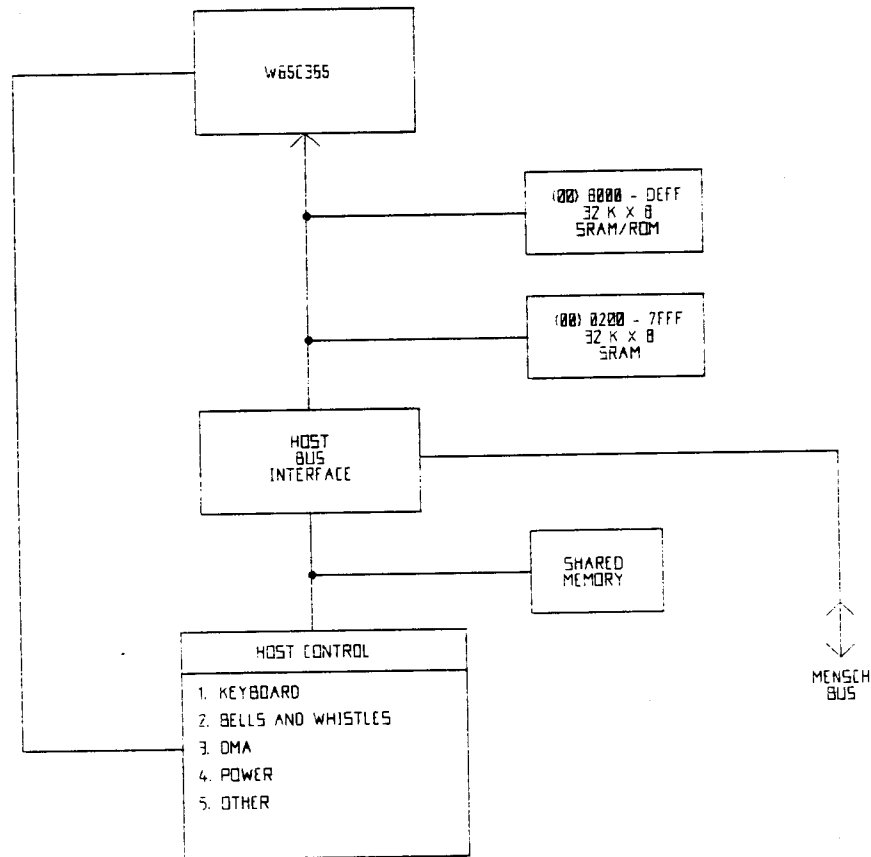 W65C365
(00) 8000 - DEFF
32 K X 8
SRAM/ROM
(00) 0200 - 7FFF
32 K X 8
SRAM
HOST
BUS
INTERFACE
SHARED
MEMORY
HOST CONTROL
1. KEYBOARD
2. BELLS AND WHISTLES
3. DMA
4. POWER
5. OTHER
MENSCH
BUS